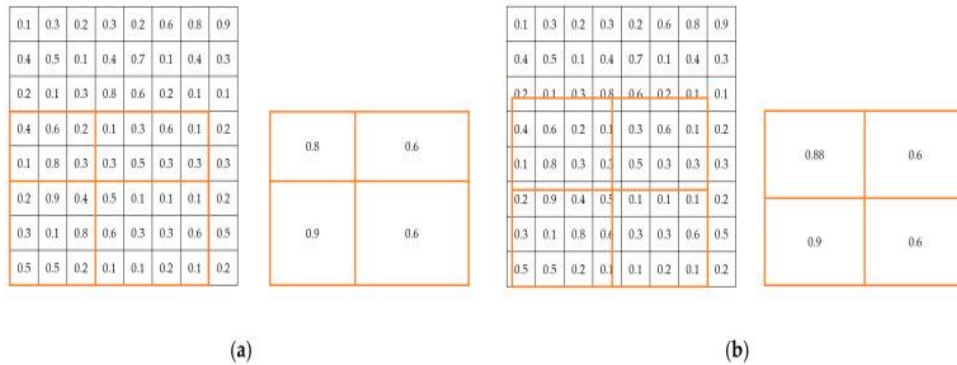 0.1 0.3 0.2 0.3 0.2 0.6 0.8 0.9
0.4 0.5 0.1 0.4 0.7 0.1 0.4 0.3
0.2 0.1 0.3 0.8 0.6 0.2 0.1 0.1
0.4 0.6 0.2 0.1 0.3 0.6 0.1 0.2
0.1 0.8 0.3 0.3 0.5 0.3 0.3 0.3
0.2 0.9 0.4 0.5 0.1 0.1 0.1 0.2
0.3 0.1 0.8 0.6 0.3 0.3 0.6 0.5
0.5 0.5 0.2 0.1 0.1 0.2 0.1 0.2
0.8 0.6
0.9 0.6
(a)
0.1 0.3 0.2 0.3 0.2 0.6 0.8 0.9
0.4 0.5 0.1 0.4 0.7 0.1 0.4 0.3
0.2 0.1 0.3 0.8 0.6 0.2 0.1 0.1
0.4 0.6 0.2 0.1 0.3 0.6 0.1 0.2
0.1 0.8 0.3 0.3 0.5 0.3 0.3 0.3
0.2 0.9 0.4 0.5 0.1 0.1 0.1 0.2
0.3 0.1 0.8 0.6 0.3 0.3 0.6 0.5
0.5 0.5 0.2 0.1 0.1 0.2 0.1 0.2
0.88 0.6
0.9 0.6
(b)